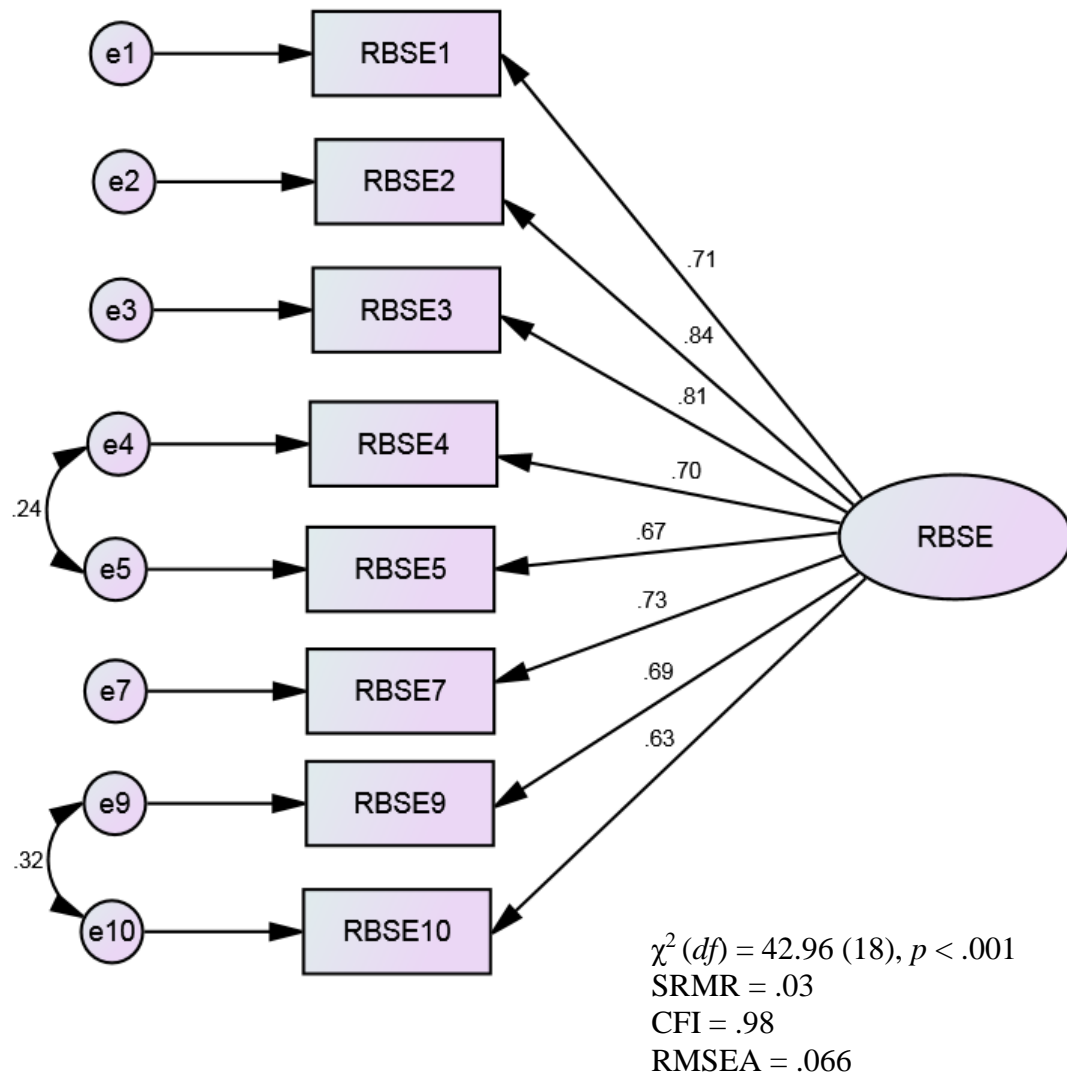 e1
RBSE1
e2
RBSE2
.71
e3
RBSE3
.84
.81
e4
RBSE4
.70
.24
.67
RBSE
e5
RBSE5
.73
e7
RBSE7
.69
.63
e9
RBSE9
.32
e10
RBSE10
χ² (df) = 42.96 (18), p < .001
SRMR = .03
CFI = .98
RMSEA = .066